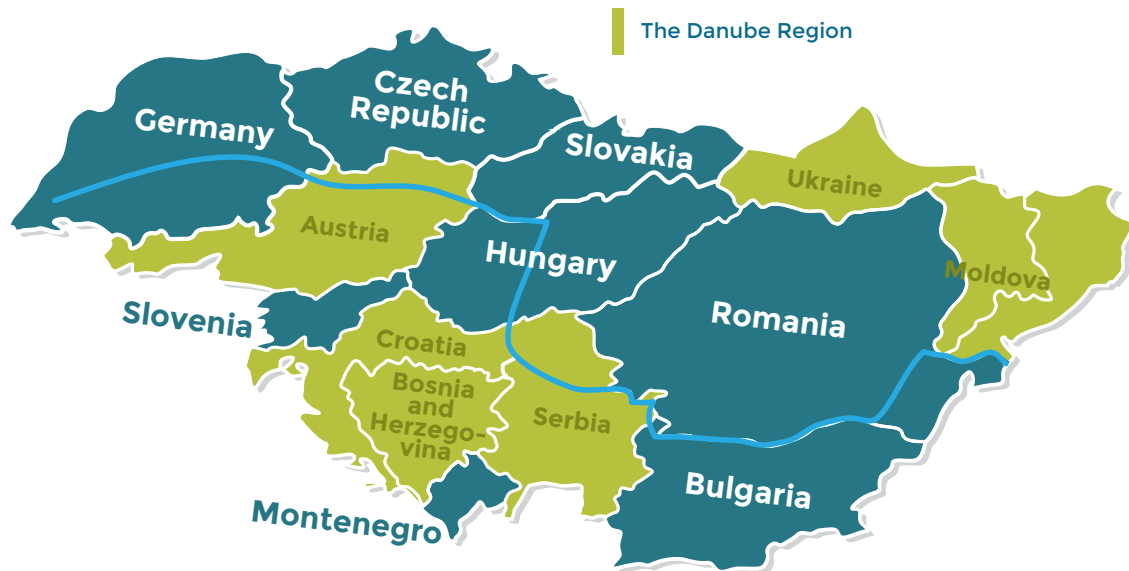 The Danube Region
Czech
Republic
Germany
Slovakia
Ukraine
Austria
Hungary
Moldova
Slovenia
Romania
Croatia
Bosnia
and
Herzego-
vina
Serbia
Bulgaria
Montenegro